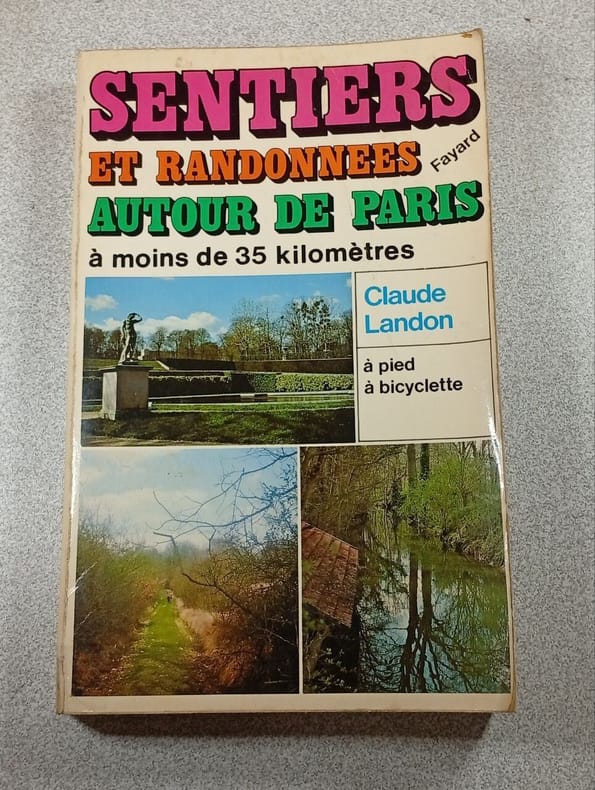 SENTIERS
ET RANDONNEES
Fayard
AUTOUR DE PARIS
à moins de 35 kilomètres
Claude
Landon
à pied
à bicyclette